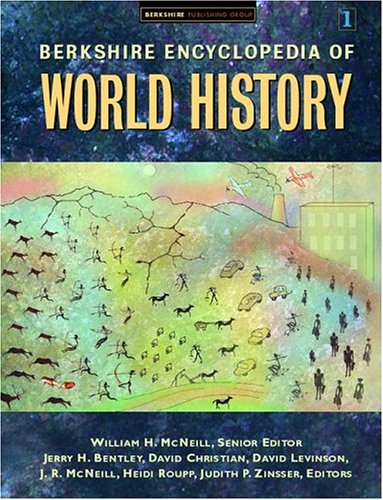 BERKSHIRE PUBLISHING GROUP
1
BERKSHIRE ENCYCLOPEDIA OF
WORLD HISTORY
WILLIAM H. MCNEILL, SENIOR EDITOR
JERRY H. BENTLEY, DAVID CHRISTIAN, DAVID LEVINSON,
J. R. MCNEILL, HEIDI ROUPP, JUDITH P. ZINSSER, EDITORS